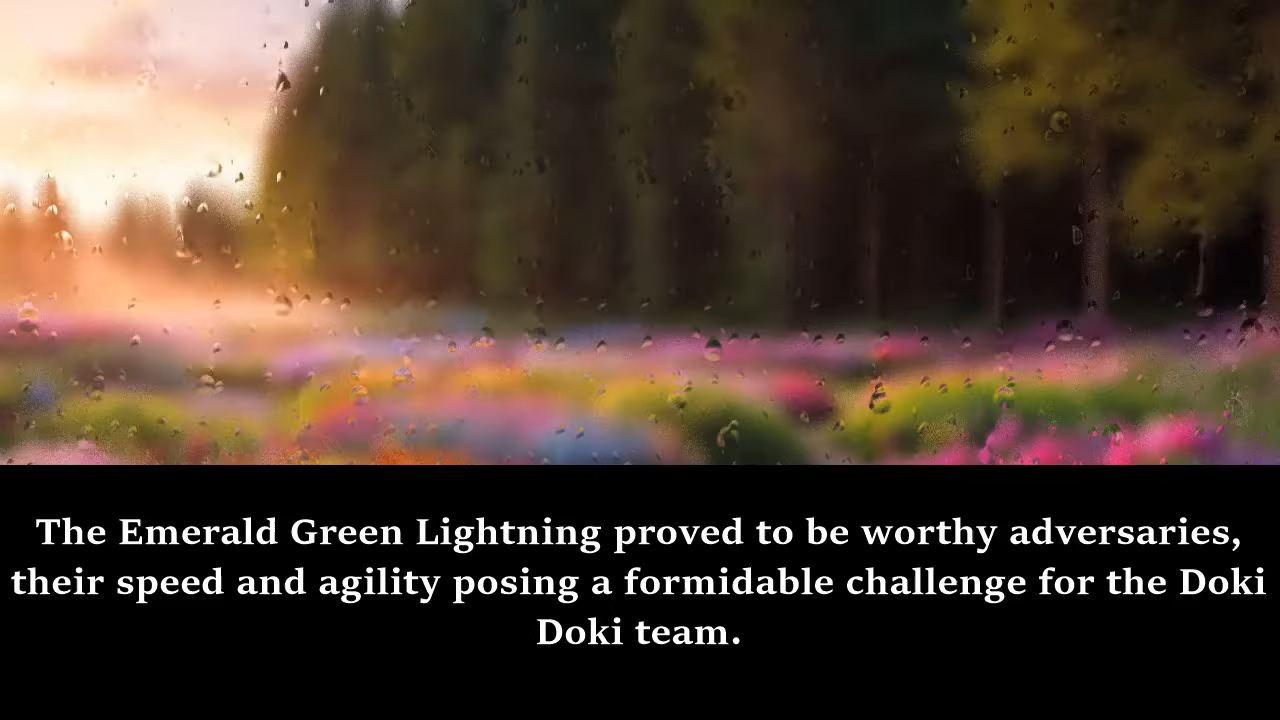 The Emerald Green Lightning proved to be worthy adversaries,
their speed and agility posing a formidable challenge for the Doki
Doki team.